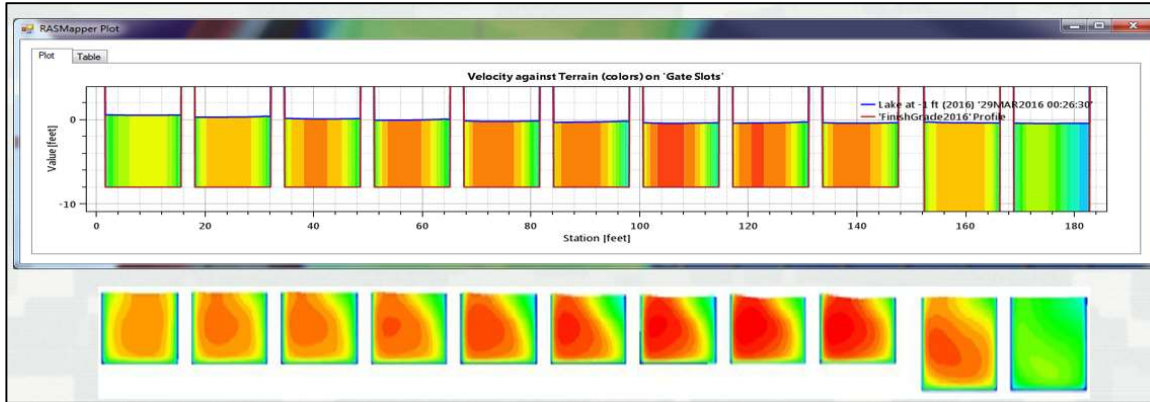 RASMapper Plot
Plot Table
Velocity against Terrain (colors) on 'Gate Slots'
Lake at -1 ft (2016) '29MAR2016 00:26:30'
'FinishGrade2016' Profile
Value [feet]
0
-10
0 20 40 60 80 100 120 140 160 180
Station [feet]